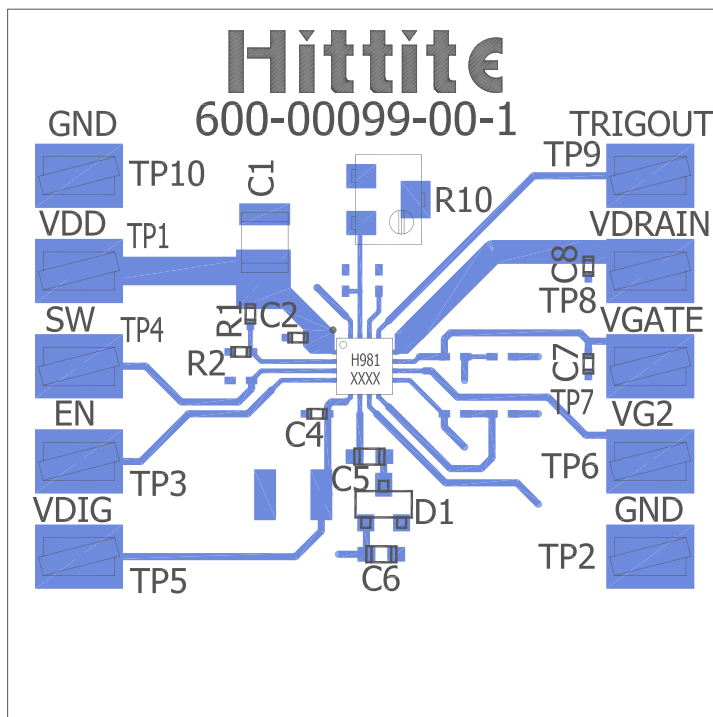 Hittite
600-00099-00-1
GND
TP10
C1
R10
TP9
TRIGOUT
VDD
TP1
VDRAIN
C8
TP8
SW
TP4
R1
C2
R2
H981
XXXX
VGATE
C7
TP7
EN
TP3
C4
C5
VG2
TP6
VDIG
TP5
D1
C6
GND
TP2